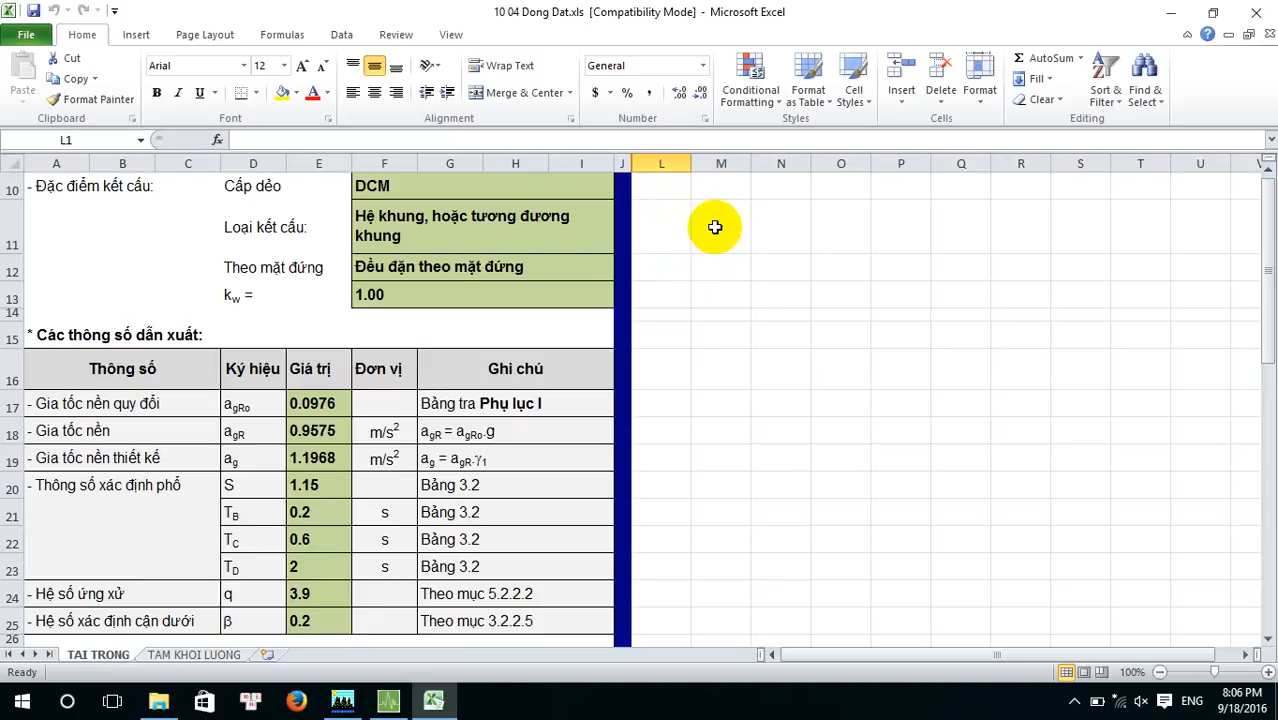 10 04 Dong Dat.xls [Compatibility Mode] - Microsoft Excel
File Home Insert Page Layout Formulas Data Review View
Cut
Copy
Format Painter
Paste
Clipboard
Arial 12
B I U
Font
Wrap Text
Merge & Center
Alignment
General
$ % ,
Number
Conditional Formatting
Format as Table
Cell Styles
Styles
Insert Delete Format
Cells
AutoSum
Fill
Clear
Sort & Filter
Find & Select
Editing
L1 fx
A B C D E F G H I J L M N O P Q R S T U V
10 - Đặc điểm kết cấu: Cấp dẻo DCM
11 Loại kết cấu: Hệ khung, hoặc tương đương
khung
12 Theo mặt đứng Đều đặn theo mặt đứng
13 kw = 1.00
14
15 * Các thông số dẫn xuất:
16 Thông số Ký hiệu Giá trị Đơn vị Ghi chú
17 - Gia tốc nền quy đổi agRo 0.0976 Bảng tra Phụ lục I
18 - Gia tốc nền agR 0.9575 m/s2 agR = agRo.g
19 - Gia tốc nền thiết kế ag 1.1968 m/s2 ag = agR.γ1
20 - Thông số xác định phổ S 1.15 Bảng 3.2
21 TB 0.2 s Bảng 3.2
22 TC 0.6 s Bảng 3.2
23 TD 2 s Bảng 3.2
24 - Hệ số ứng xử q 3.9 Theo mục 5.2.2.2
25 - Hệ số xác định cận dưới β 0.2 Theo mục 3.2.2.5
26
TAI TRONG TAM KHOI LUONG
Ready 100%
ENG 8:06 PM
9/18/2016